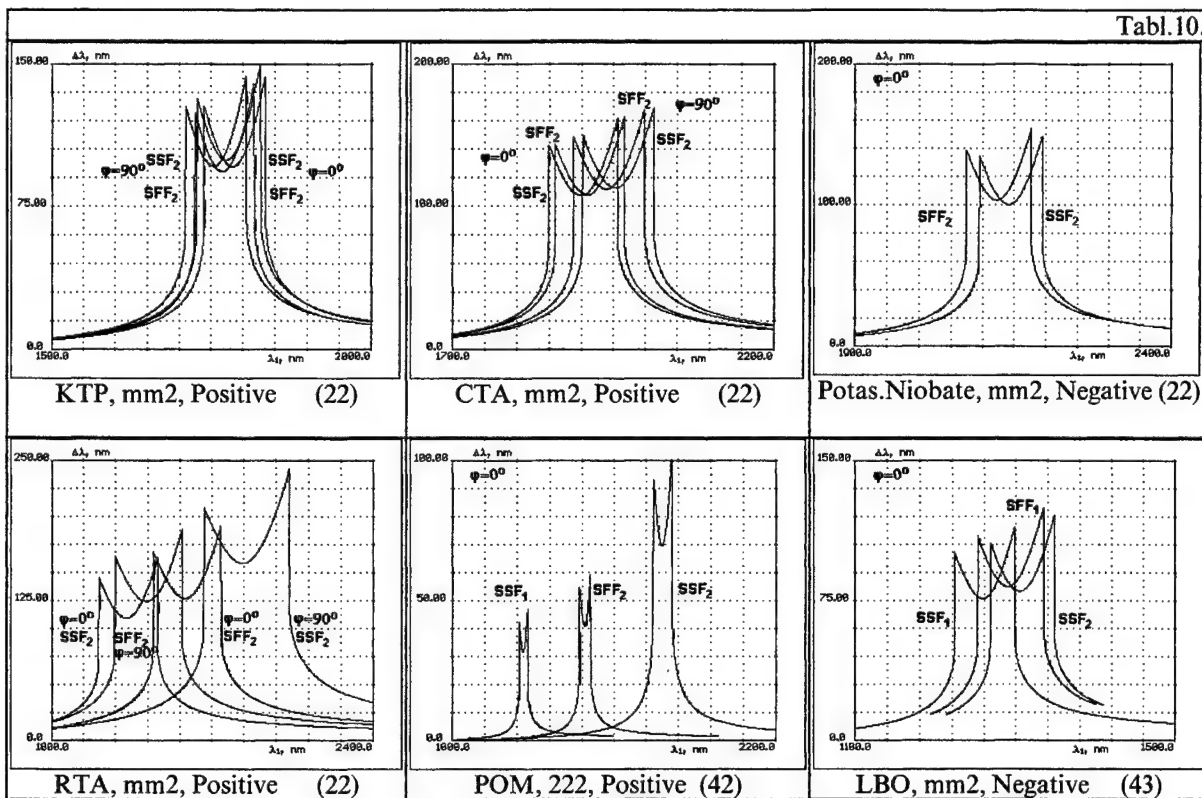 Tabl.10.
Δλ, nm
150.00
φ=90°
SSF2
SFF2
SSF2
φ=0°
SFF2
75.00
0.0
1500.0
λ1, nm
2000.0
KTP, mm2, Positive (22)
Δλ, nm
200.00
SFF2
φ=90°
SFF2
φ=0°
SSF2
SSF2
100.00
0.0
1700.0
λ1, nm
2200.0
CTA, mm2, Positive (22)
Δλ, nm
200.00
φ=0°
100.00
SFF2
SSF2
0.0
1900.0
λ1, nm
2400.0
Potas.Niobate, mm2, Negative (22)
Δλ, nm
250.00
125.00
φ=0°
SSF2
SFF2
φ=90°
φ=0°
SFF2
φ=90°
SSF2
0.0
1800.0
λ1, nm
2400.0
RTA, mm2, Positive (22)
Δλ, nm
100.00
φ=0°
SSF1
SFF2
SSF2
50.00
0.0
λ1, nm
2200.0
POM, 222, Positive (42)
Δλ, nm
150.00
φ=0°
SFF1
75.00
SSF1
SSF2
0.0
1100.0
λ1, nm
1500.0
LBO, mm2, Negative (43)